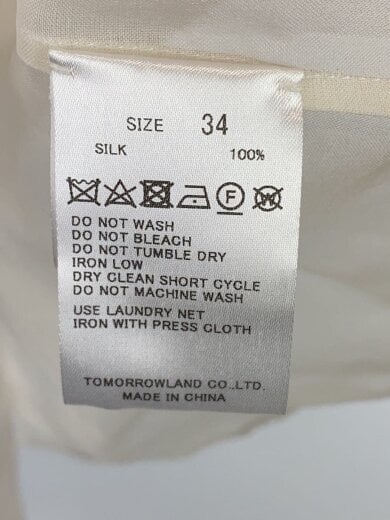 SIZE 34
SILK 100%
F W
DO NOT WASH
DO NOT BLEACH
DO NOT TUMBLE DRY
IRON LOW
DRY CLEAN SHORT CYCLE
DO NOT MACHINE WASH
USE LAUNDRY NET
IRON WITH PRESS CLOTH
TOMORROWLAND CO.,LTD.
MADE IN CHINA